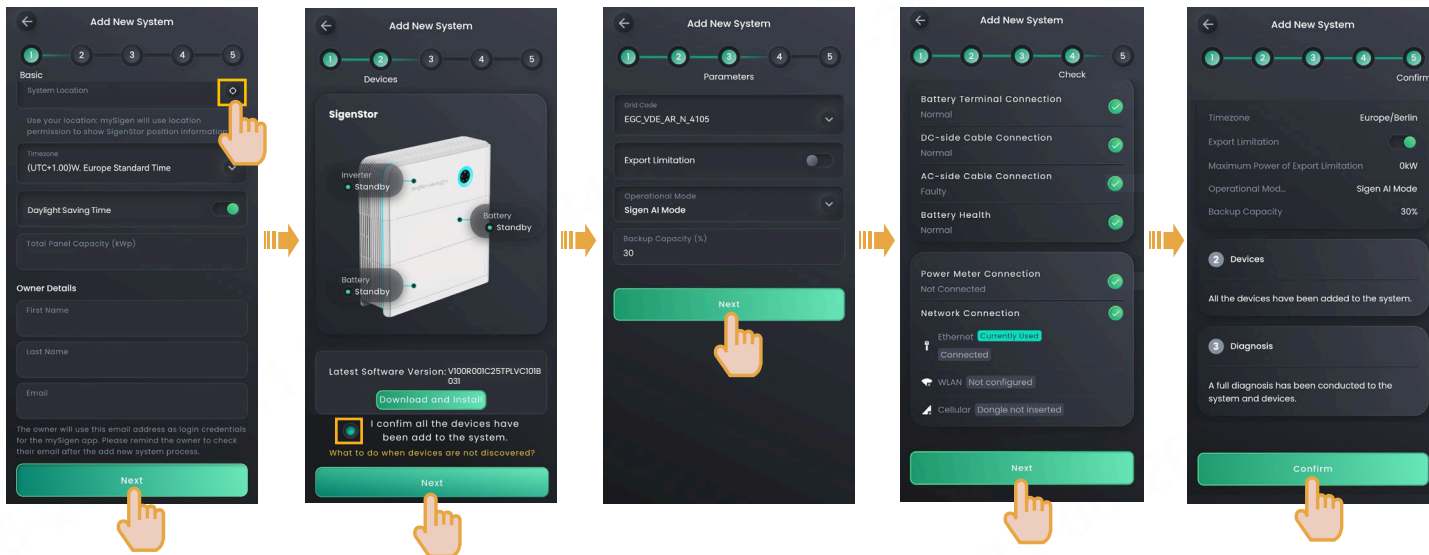 Add New System
1
2
3
4
5
Basic
System Location
Use your location: mySigen will use location
permission to show SigenStor position information
Timezone
(UTC+1.00)W. Europe Standard Time
Daylight Saving Time
Total Panel Capacity (kWp)
Owner Details
First Name
Last Name
Email
The owner will use this email address as login credentials
for the mySigen app. Please remind the owner to check
their email after the add new system process.
Next
Add New System
1
2
3
4
5
Devices
SigenStor
Inverter
Standby
Battery
Standby
Battery
Standby
Latest Software Version: V100R001C25TPLVC101B
031
Download and Install
I confim all the devices have
been add to the system.
What to do when devices are not discovered?
Next
Add New System
1
2
3
4
5
Parameters
Grid Code
EGC_VDE_AR_N_4105
Export Limitation
Operational Mode
Sigen AI Mode
Backup Capacity (%)
30
Next
Add New System
1
2
3
4
5
Check
Battery Terminal Connection
Normal
DC-side Cable Connection
Normal
AC-side Cable Connection
Faulty
Battery Health
Normal
Power Meter Connection
Not Connected
Network Connection
Ethernet Currently Used
Connected
WLAN Not configured
Cellular Dongle not inserted
Next
Add New System
1
2
3
4
5
Confirm
Timezone Europe/Berlin
Export Limitation
Maximum Power of Export Limitation 0kW
Operational Mod... Sigen AI Mode
Backup Capacity 30%
2 Devices
All the devices have been added to the system.
3 Diagnosis
A full diagnosis has been conducted to the
system and devices.
Confirm